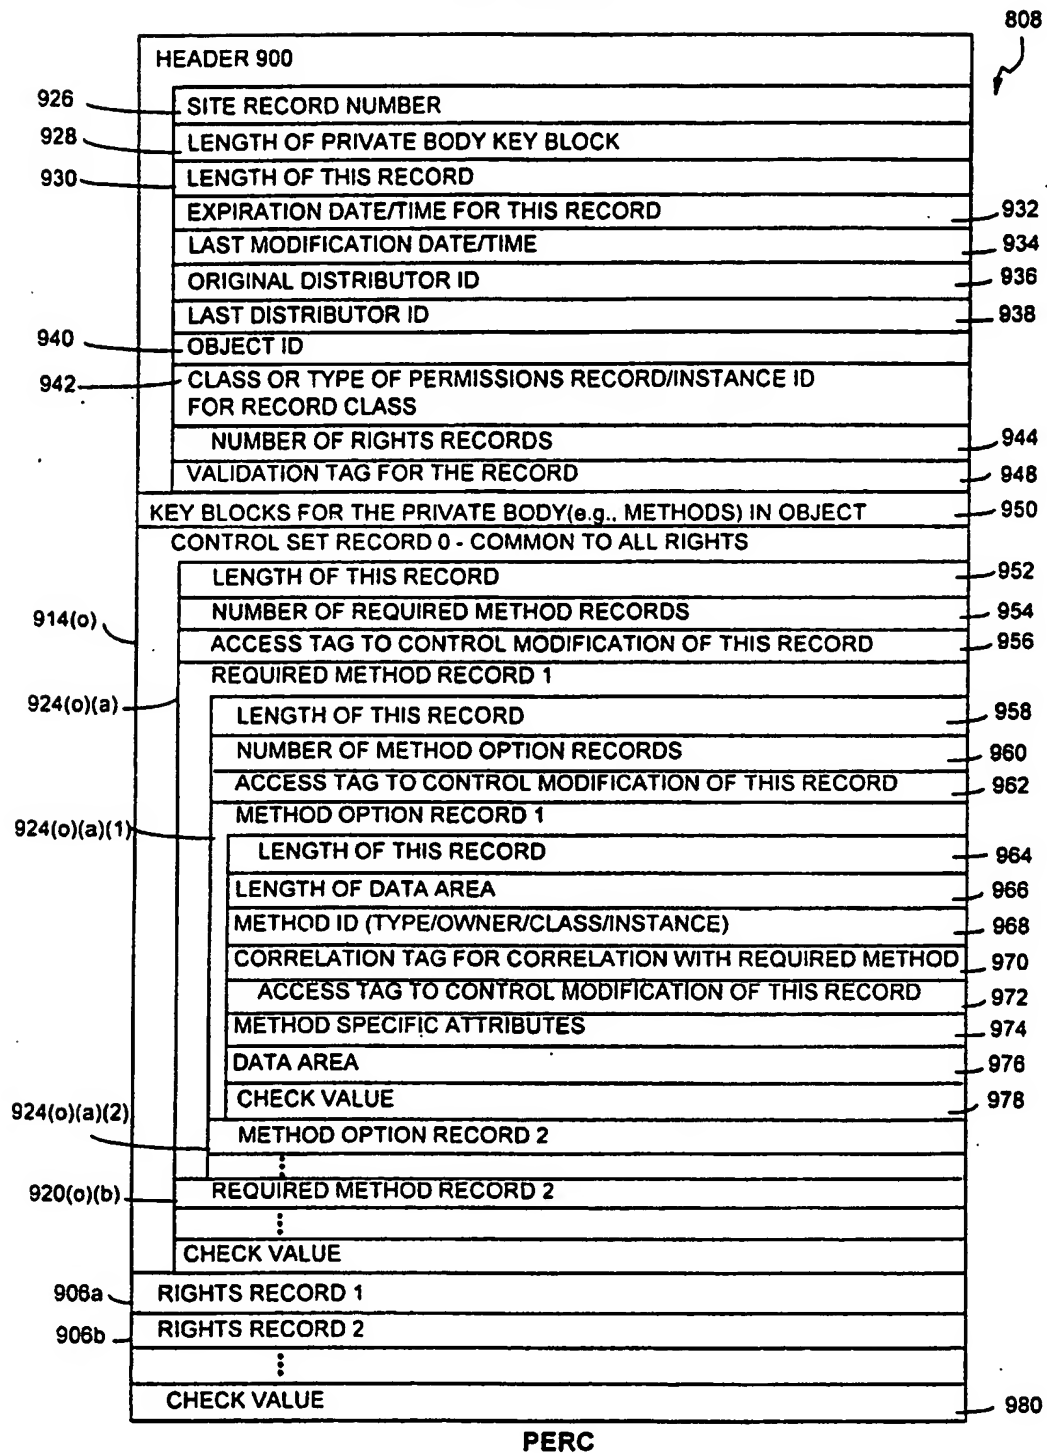 808
HEADER 900
926 SITE RECORD NUMBER
928 LENGTH OF PRIVATE BODY KEY BLOCK
930 LENGTH OF THIS RECORD
EXPIRATION DATE/TIME FOR THIS RECORD 932
LAST MODIFICATION DATE/TIME 934
ORIGINAL DISTRIBUTOR ID 936
LAST DISTRIBUTOR ID 938
940 OBJECT ID
942 CLASS OR TYPE OF PERMISSIONS RECORD/INSTANCE ID
FOR RECORD CLASS
NUMBER OF RIGHTS RECORDS 944
VALIDATION TAG FOR THE RECORD 948
KEY BLOCKS FOR THE PRIVATE BODY(e.g., METHODS) IN OBJECT 950
CONTROL SET RECORD 0 - COMMON TO ALL RIGHTS
LENGTH OF THIS RECORD 952
914(o) NUMBER OF REQUIRED METHOD RECORDS 954
ACCESS TAG TO CONTROL MODIFICATION OF THIS RECORD 956
REQUIRED METHOD RECORD 1
924(o)(a) LENGTH OF THIS RECORD 958
NUMBER OF METHOD OPTION RECORDS 960
ACCESS TAG TO CONTROL MODIFICATION OF THIS RECORD 962
924(o)(a)(1) METHOD OPTION RECORD 1
LENGTH OF THIS RECORD 964
LENGTH OF DATA AREA 966
METHOD ID (TYPE/OWNER/CLASS/INSTANCE) 968
CORRELATION TAG FOR CORRELATION WITH REQUIRED METHOD 970
ACCESS TAG TO CONTROL MODIFICATION OF THIS RECORD 972
METHOD SPECIFIC ATTRIBUTES 974
DATA AREA 976
CHECK VALUE 978
924(o)(a)(2) METHOD OPTION RECORD 2
920(o)(b) REQUIRED METHOD RECORD 2
CHECK VALUE
906a RIGHTS RECORD 1
906b RIGHTS RECORD 2
CHECK VALUE 980
PERC